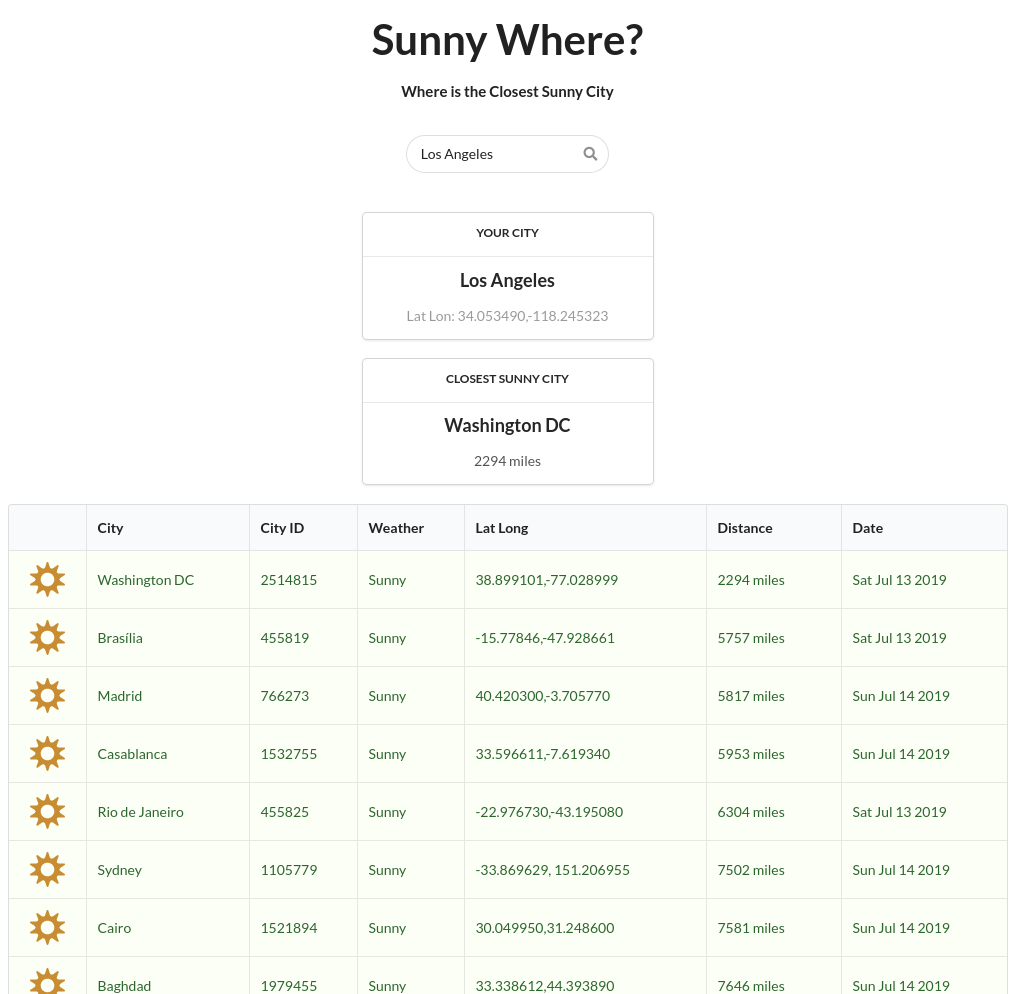 Sunny Where?
Where is the Closest Sunny City
Los Angeles
YOUR CITY
Los Angeles
Lat Lon: 34.053490,-118.245323
CLOSEST SUNNY CITY
Washington DC
2294 miles
City City ID Weather Lat Long Distance Date
Washington DC 2514815 Sunny 38.899101,-77.028999 2294 miles Sat Jul 13 2019
Brasília 455819 Sunny -15.77846,-47.928661 5757 miles Sat Jul 13 2019
Madrid 766273 Sunny 40.420300,-3.705770 5817 miles Sun Jul 14 2019
Casablanca 1532755 Sunny 33.596611,-7.619340 5953 miles Sun Jul 14 2019
Rio de Janeiro 455825 Sunny -22.976730,-43.195080 6304 miles Sat Jul 13 2019
Sydney 1105779 Sunny -33.869629, 151.206955 7502 miles Sun Jul 14 2019
Cairo 1521894 Sunny 30.049950,31.248600 7581 miles Sun Jul 14 2019
Baghdad 1979455 Sunny 33.338612,44.393890 7646 miles Sun Jul 14 2019